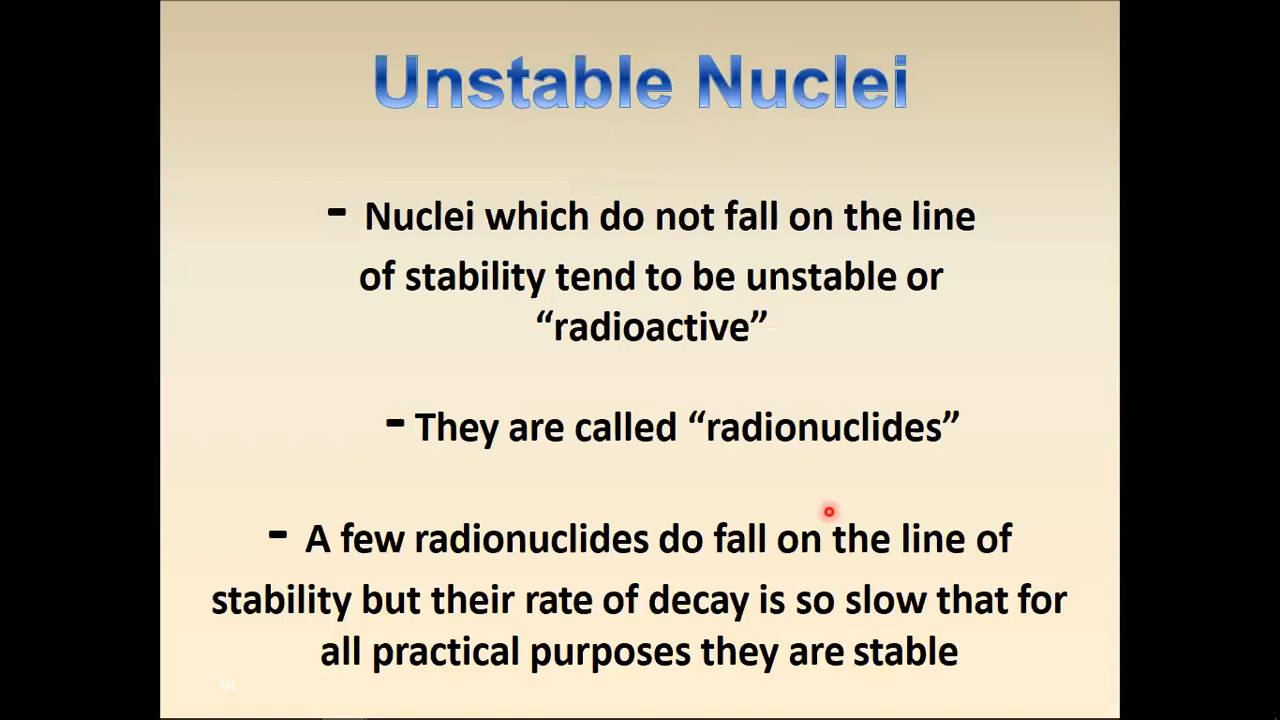 Unstable Nuclei
- Nuclei which do not fall on the line
of stability tend to be unstable or
“radioactive”
- They are called “radionuclides”
- A few radionuclides do fall on the line of
stability but their rate of decay is so slow that for
all practical purposes they are stable
46